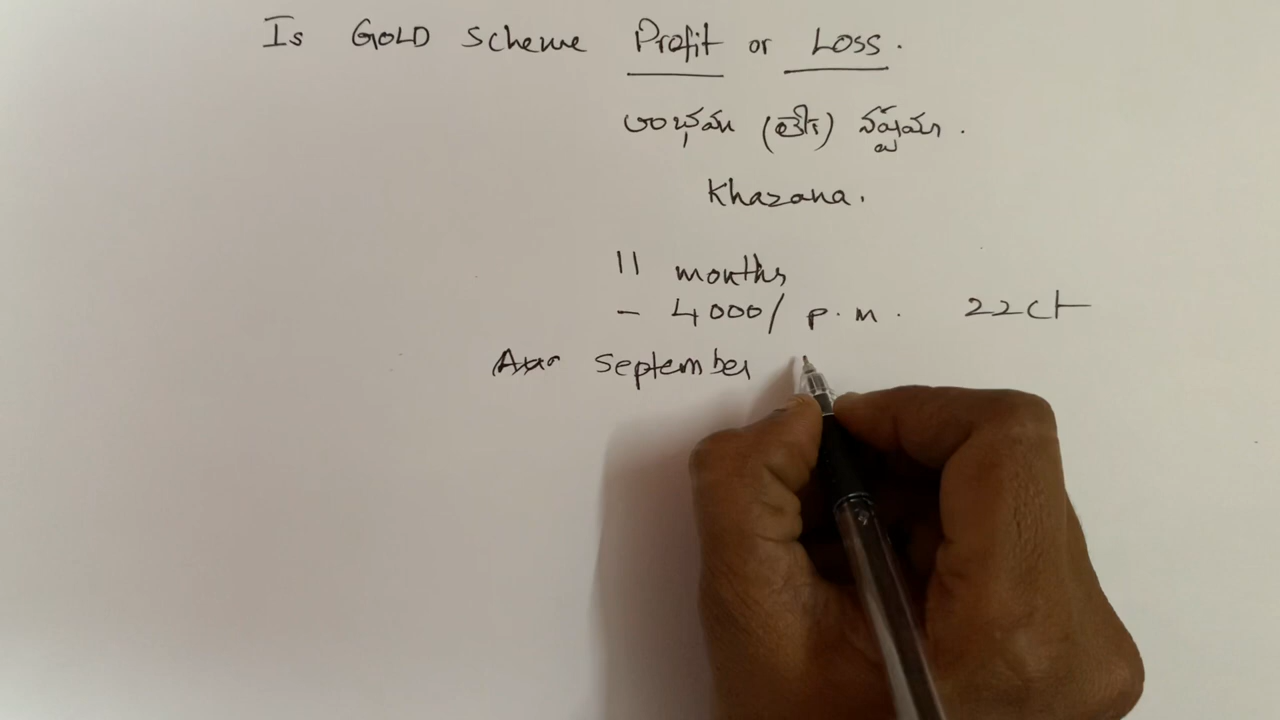 Is GOLD Scheme Profit or Loss.
లాభమా (లేక) నష్టమా.
Khazana.
11 months
- 4000/ p.m. 22ct
September